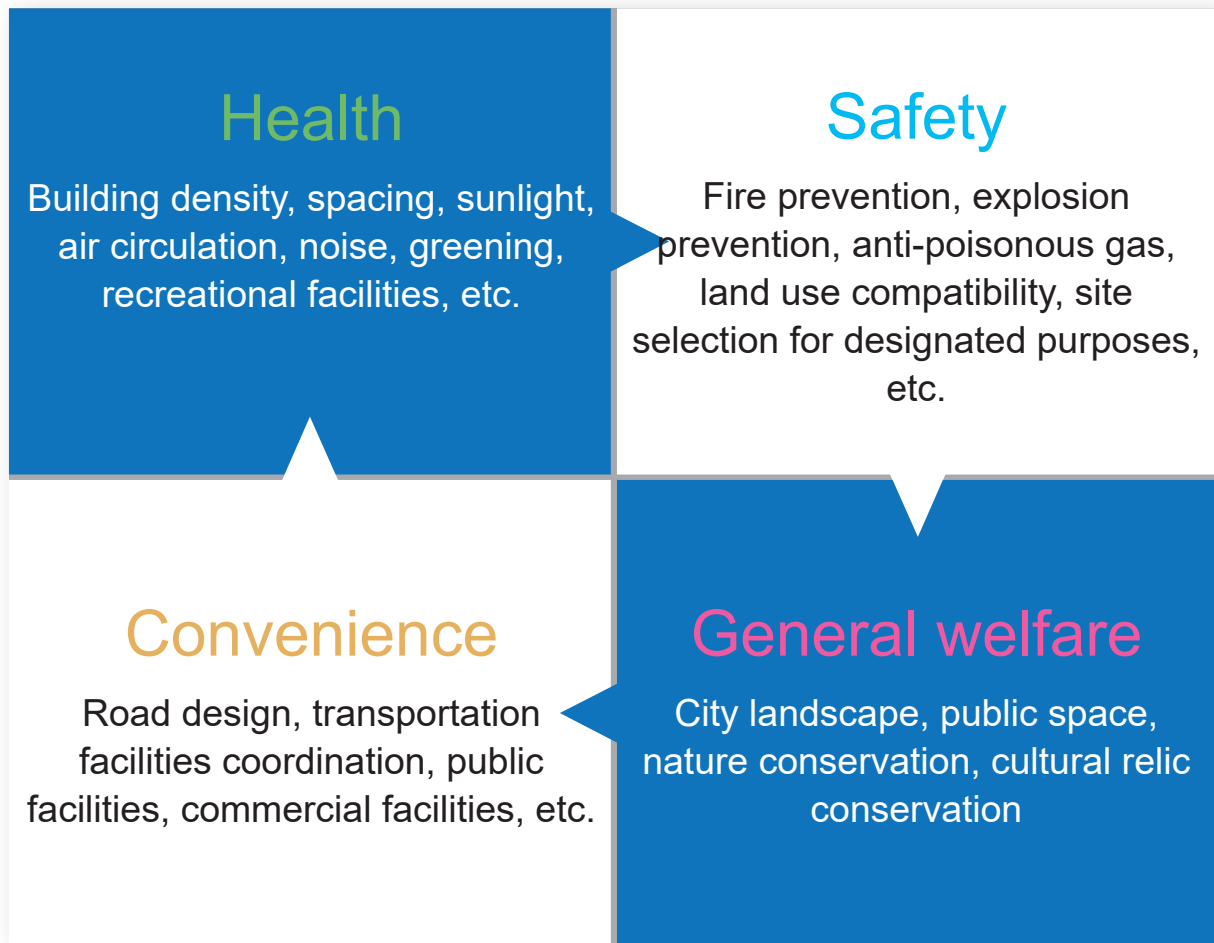 Health
Building density, spacing, sunlight,
air circulation, noise, greening,
recreational facilities, etc.
Safety
Fire prevention, explosion
prevention, anti-poisonous gas,
land use compatibility, site
selection for designated purposes,
etc.
Convenience
Road design, transportation
facilities coordination, public
facilities, commercial facilities, etc.
General welfare
City landscape, public space,
nature conservation, cultural relic
conservation